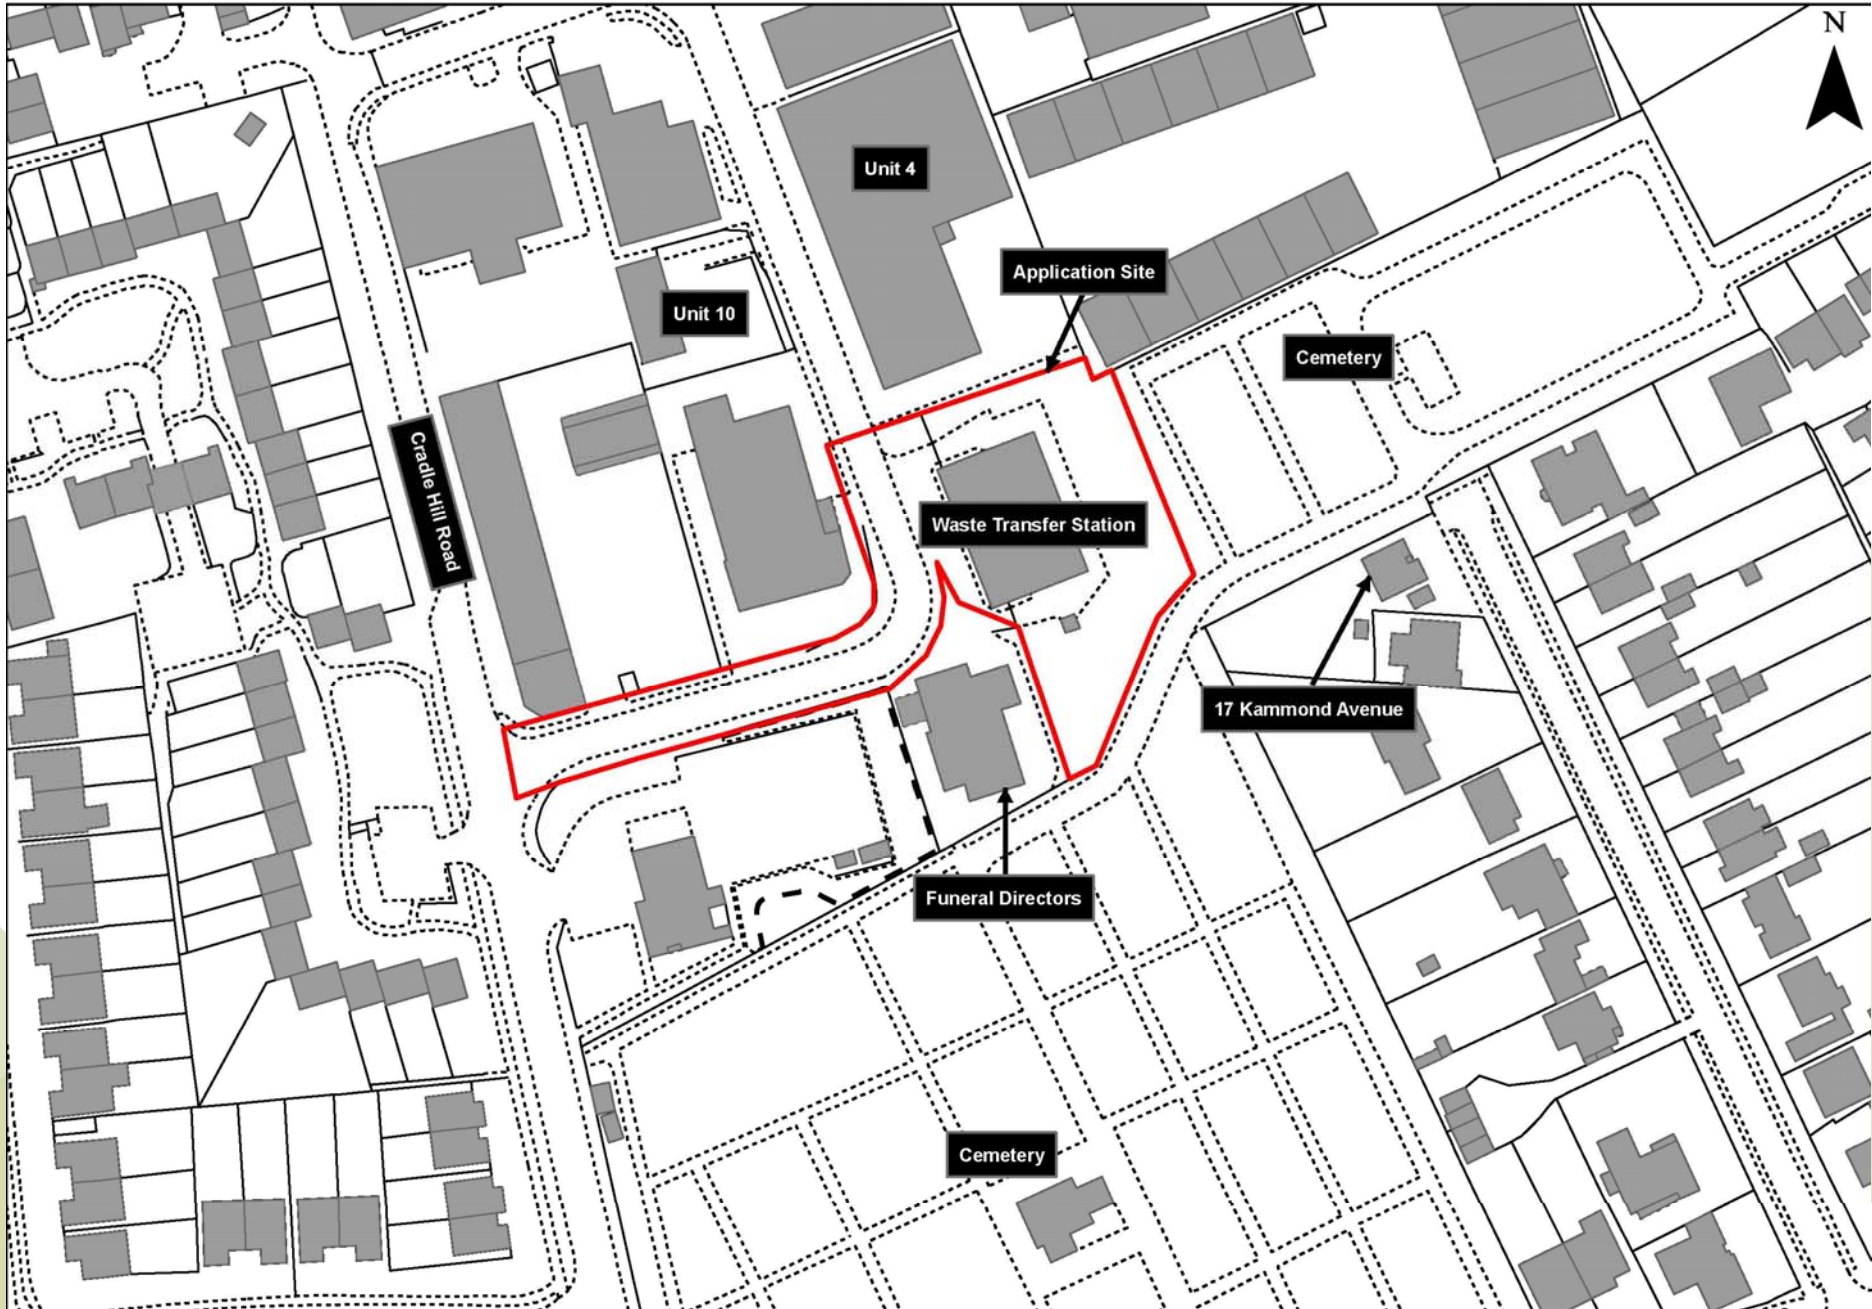 N
Unit 4
Application Site
Unit 10
Cemetery
Cradle Hill Road
Waste Transfer Station
17 Kammond Avenue
Funeral Directors
Cemetery